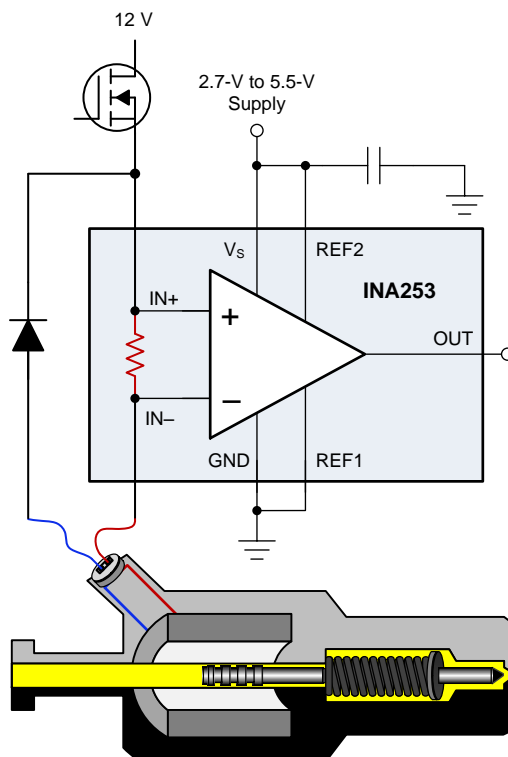 12 V
2.7-V to 5.5-V
Supply
VS
REF2
INA253
IN+
+
OUT
−
IN−
GND
REF1